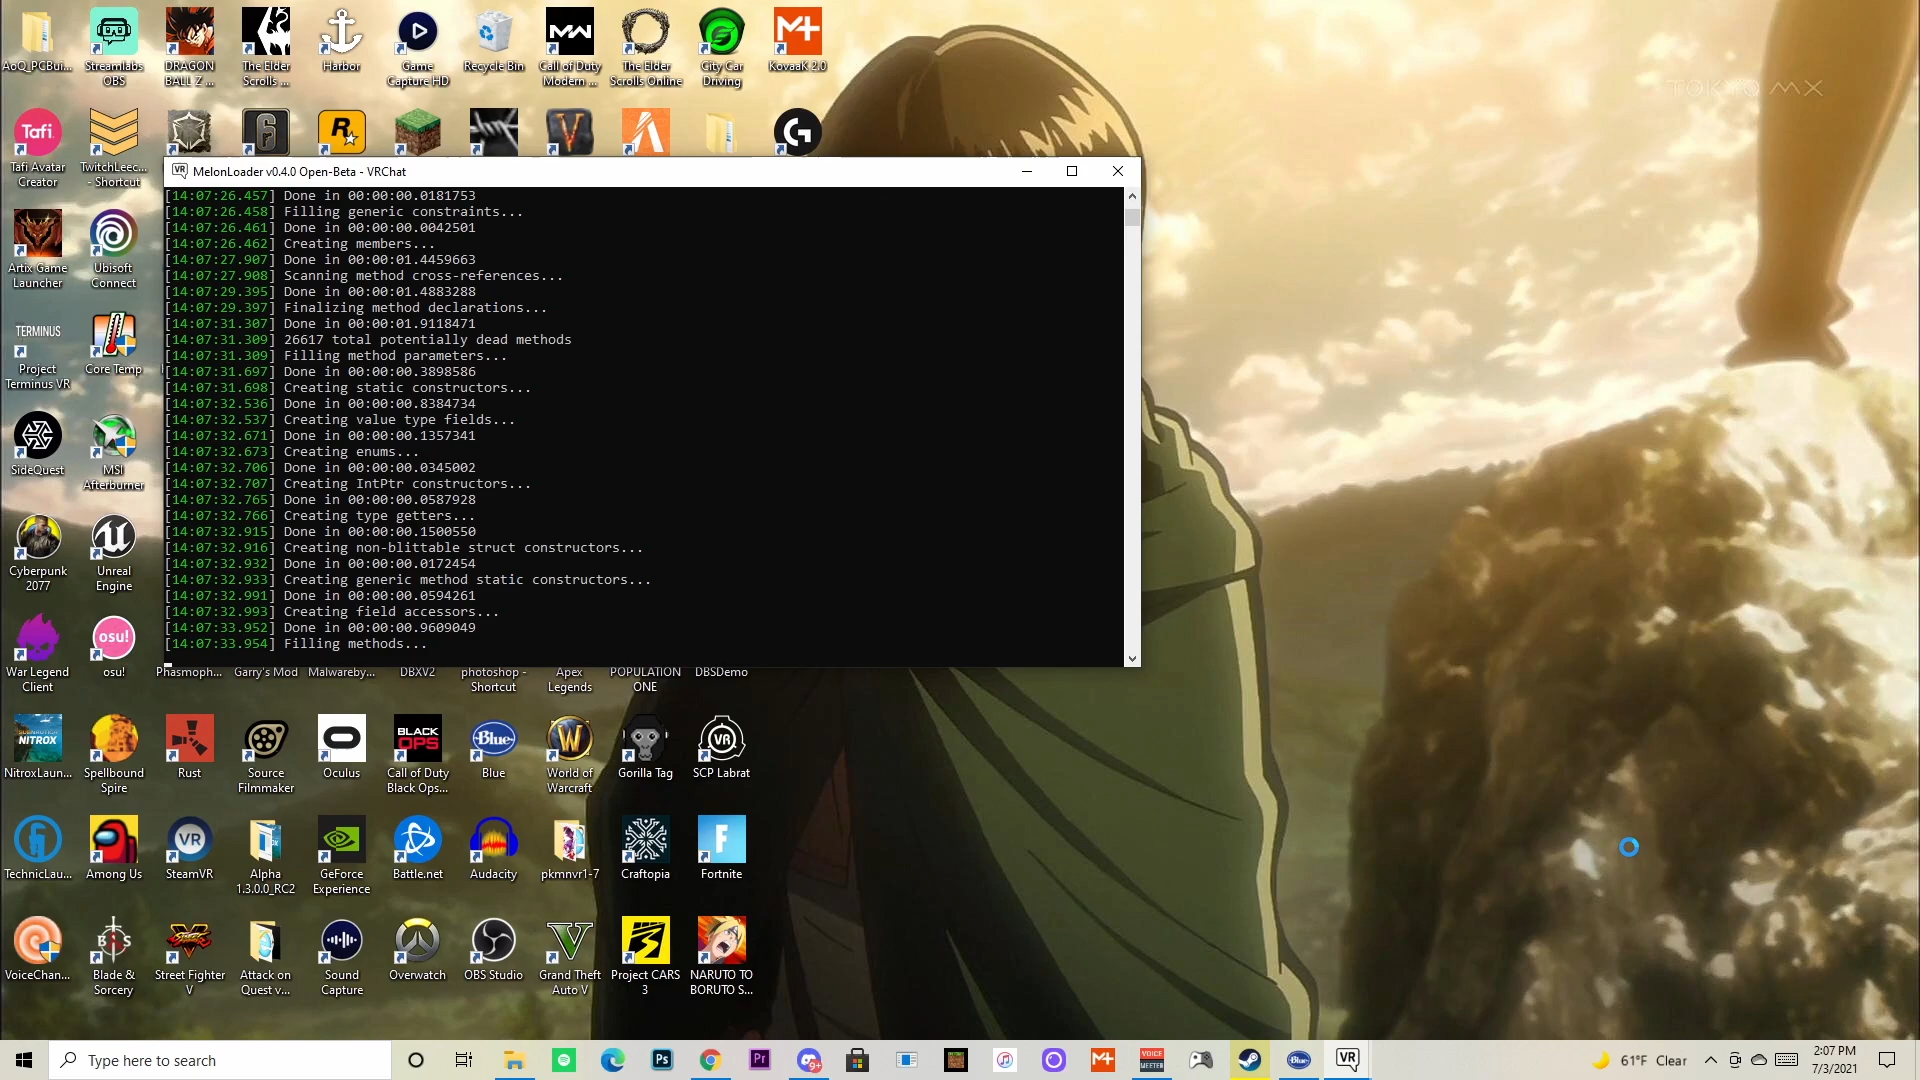 AoQ_PCBui...
Streamlabs OBS
DRAGON BALL Z ...
The Elder Scrolls ...
Harbor
Game Capture HD
Recycle Bin
Call of Duty Modern ...
The Elder Scrolls Online
City Car Driving
KovaaK 2.0
TOKYO MX
Tafi Avatar Creator
TwitchLeec... - Shortcut
MelonLoader v0.4.0 Open-Beta - VRChat
[14:07:26.457] Done in 00:00:00.0181753
[14:07:26.458] Filling generic constraints...
[14:07:26.461] Done in 00:00:00.0042501
[14:07:26.462] Creating members...
[14:07:27.907] Done in 00:00:01.4459663
[14:07:27.908] Scanning method cross-references...
[14:07:29.395] Done in 00:00:01.4883288
[14:07:29.397] Finalizing method declarations...
[14:07:31.307] Done in 00:00:01.9118471
[14:07:31.309] 26617 total potentially dead methods
[14:07:31.309] Filling method parameters...
[14:07:31.697] Done in 00:00:00.3898586
[14:07:31.698] Creating static constructors...
[14:07:32.536] Done in 00:00:00.8384734
[14:07:32.537] Creating value type fields...
[14:07:32.671] Done in 00:00:00.1357341
[14:07:32.673] Creating enums...
[14:07:32.706] Done in 00:00:00.0345002
[14:07:32.707] Creating IntPtr constructors...
[14:07:32.765] Done in 00:00:00.0587928
[14:07:32.766] Creating type getters...
[14:07:32.915] Done in 00:00:00.1500550
[14:07:32.916] Creating non-blittable struct constructors...
[14:07:32.932] Done in 00:00:00.0172454
[14:07:32.933] Creating generic method static constructors...
[14:07:32.991] Done in 00:00:00.0594261
[14:07:32.993] Creating field accessors...
[14:07:33.952] Done in 00:00:00.9609049
[14:07:33.954] Filling methods...
Artix Game Launcher
Ubisoft Connect
TERMINUS
Project Terminus VR
Core Temp
SideQuest
MSI Afterburner
Cyberpunk 2077
Unreal Engine
War Legend Client
osu!
Phasmoph...
Garry's Mod
Malwareby...
DBXV2
photoshop - Shortcut
Apex Legends
POPULATION ONE
DBSDemo
NitroxLaun...
Spellbound Spire
Rust
Source Filmmaker
Oculus
Call of Duty Black Ops...
Blue
World of Warcraft
Gorilla Tag
SCP Labrat
TechnicLau...
Among Us
SteamVR
Alpha 1.3.0.0_RC2
GeForce Experience
Battle.net
Audacity
pkmnvr1-7
Craftopia
Fortnite
VoiceChan...
Blade & Sorcery
Street Fighter V
Attack on Quest v...
Sound Capture
Overwatch
OBS Studio
Grand Theft Auto V
Project CARS 3
NARUTO TO BORUTO S...
Type here to search
61°F Clear
2:07 PM
7/3/2021